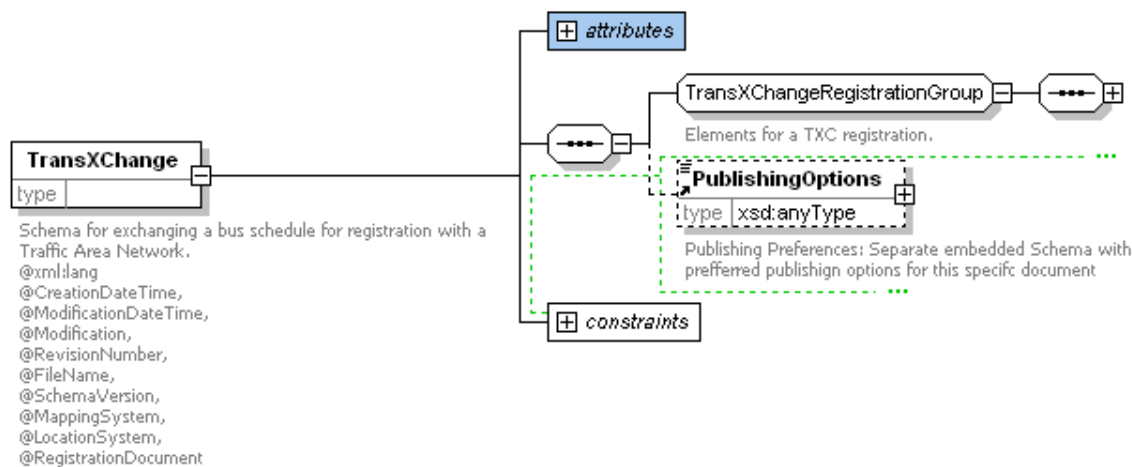 attributes
TransXChangeRegistrationGroup
Elements for a TXC registration.
TransXChange
type
Schema for exchanging a bus schedule for registration with a
Traffic Area Network.
@xml:lang
@CreationDateTime,
@ModificationDateTime,
@Modification,
@RevisionNumber,
@FileName,
@SchemaVersion,
@MappingSystem,
@LocationSystem,
@RegistrationDocument
PublishingOptions
type xsd:anyType
Publishing Preferences: Separate embedded Schema with
prefferred publishign options for this specifc document
constraints